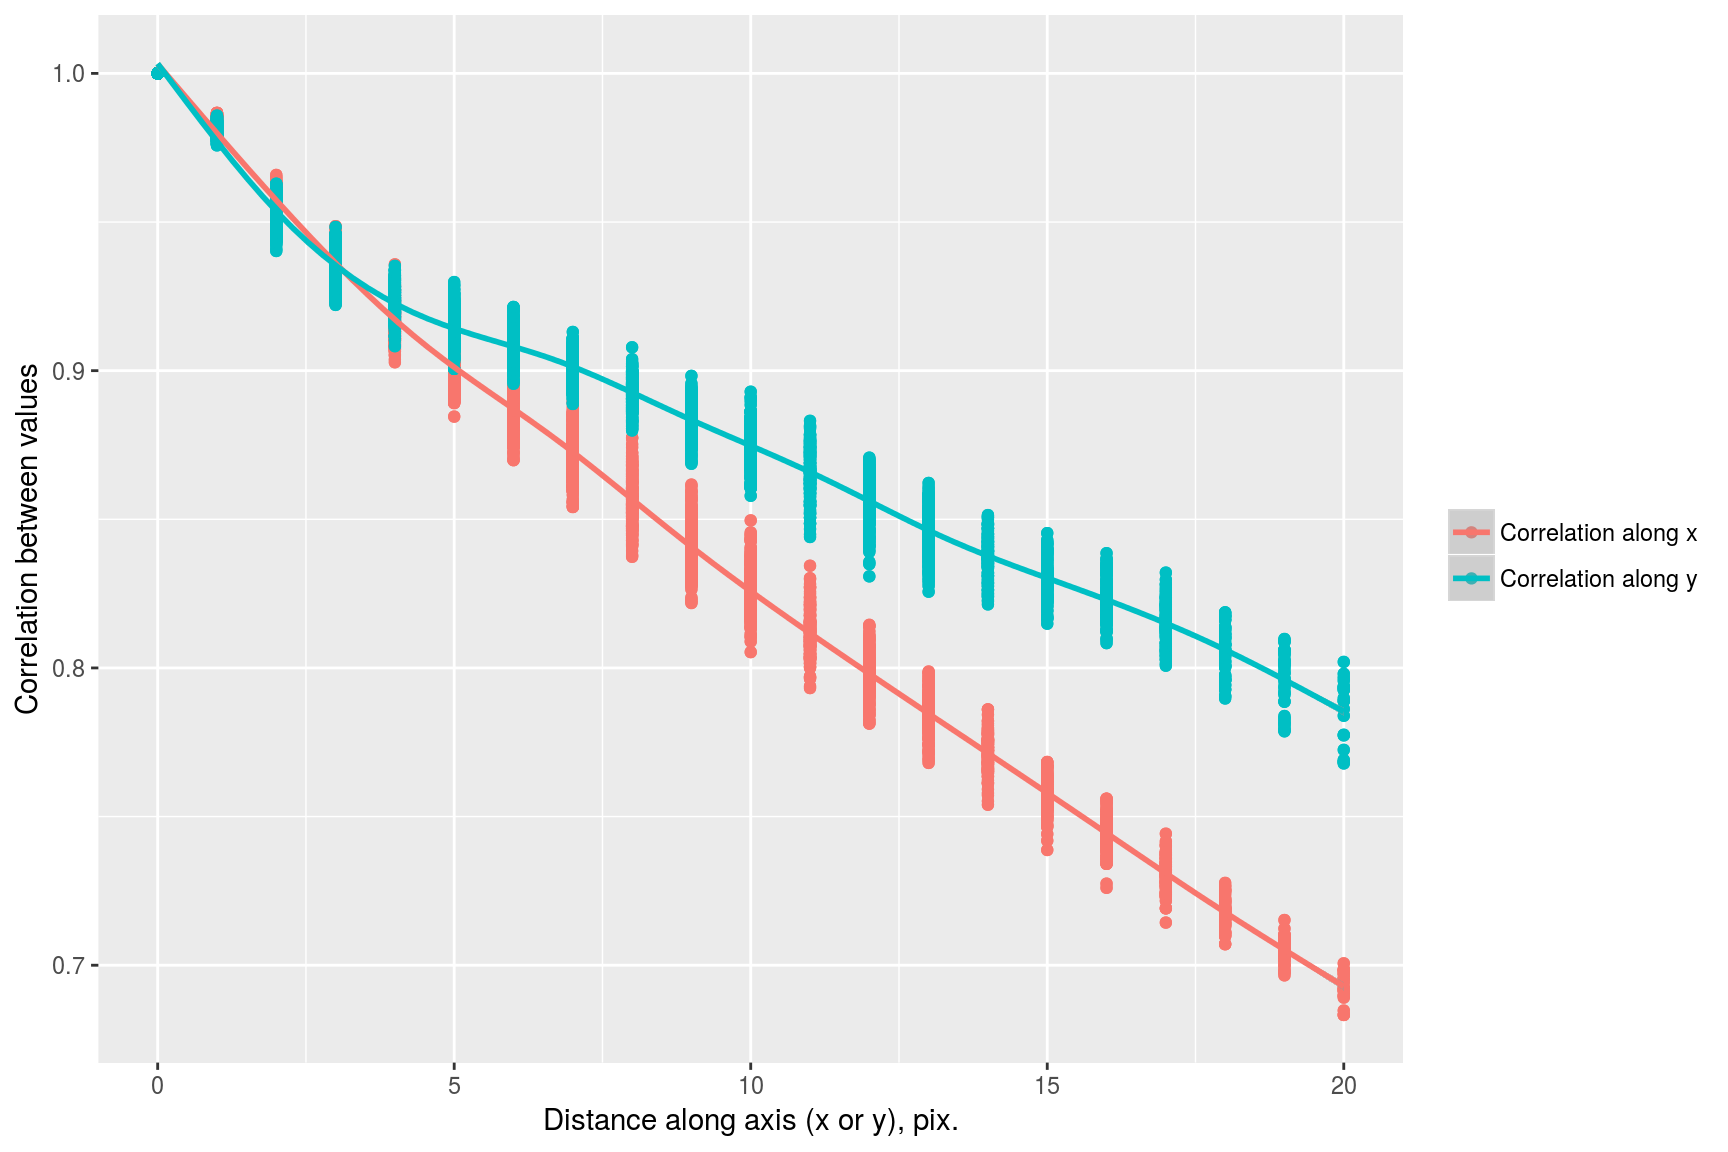 Correlation between values
1.0
0.9
0.8
0.7
0
5
10
15
20
Distance along axis (x or y), pix.
Correlation along x
Correlation along y